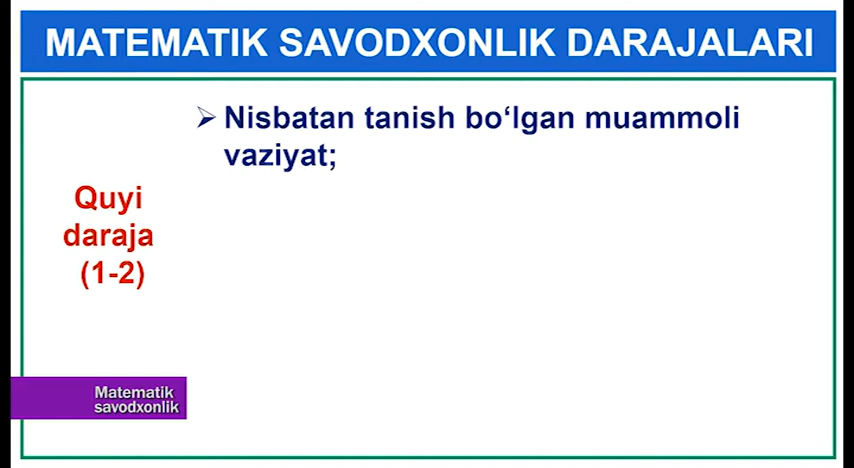 MATEMATIK SAVODXONLIK DARAJALARI
➢ Nisbatan tanish bo‘lgan muammoli
vaziyat;
Quyi
daraja
(1-2)
Matematik
savodxonlik